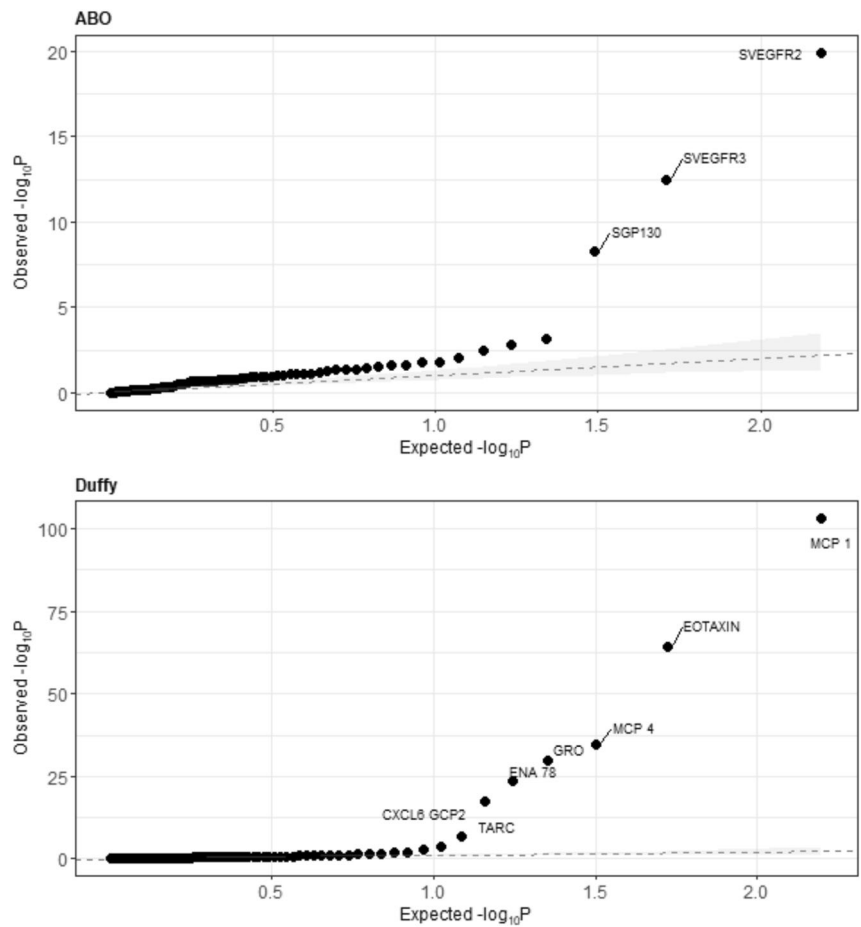 ABO
20
SVEGFR2
15
SVEGFR3
10
SGP130
5
0
0.5 1.0 1.5 2.0
Observed -log10P
Expected -log10P
Duffy
100
MCP 1
75
EOTAXIN
50
MCP 4
GRO
25
ENA 78
CXCL6 GCP2
TARC
0
0.5 1.0 1.5 2.0
Observed -log10P
Expected -log10P